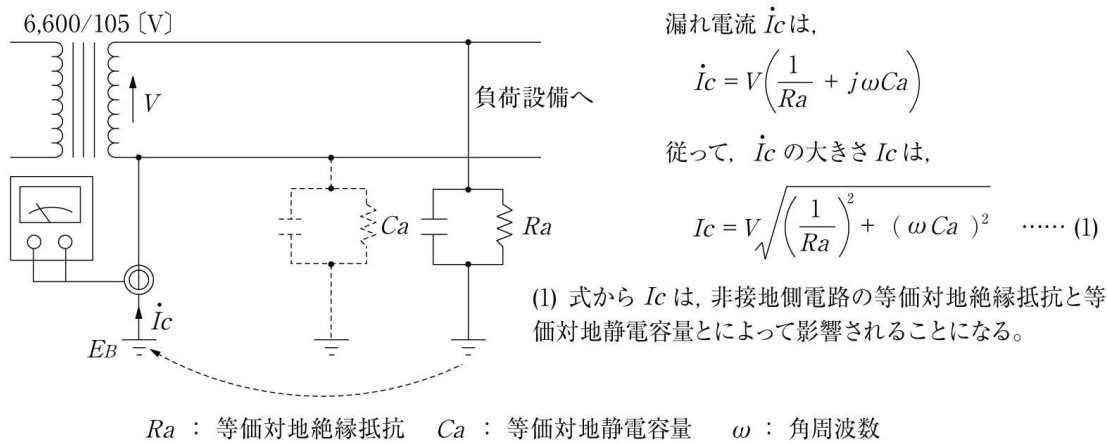 6,600/105〔V〕
V
負荷設備へ
Ca
Ra
İc
EB
漏れ電流 İcは，
İc = V(1/Ra + jωCa)
従って，İc の大きさ Ic は，
Ic = V√((1/Ra)² + (ωCa)²) …… (1)
(1) 式から Ic は，非接地側電路の等価対地絶縁抵抗と等
価対地静電容量とによって影響されることになる。
Ra ： 等価対地絶縁抵抗 Ca ： 等価対地静電容量 ω ： 角周波数